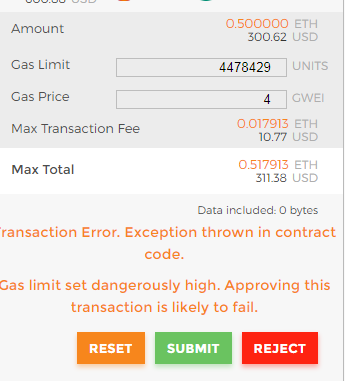 Amount 0.500000 ETH
300.62 USD
Gas Limit 4478429 UNITS
Gas Price 4 GWEI
Max Transaction Fee 0.017913 ETH
10.77 USD
Max Total 0.517913 ETH
311.38 USD
Data included: 0 bytes
Transaction Error. Exception thrown in contract
code.
Gas limit set dangerously high. Approving this
transaction is likely to fail.
RESET SUBMIT REJECT